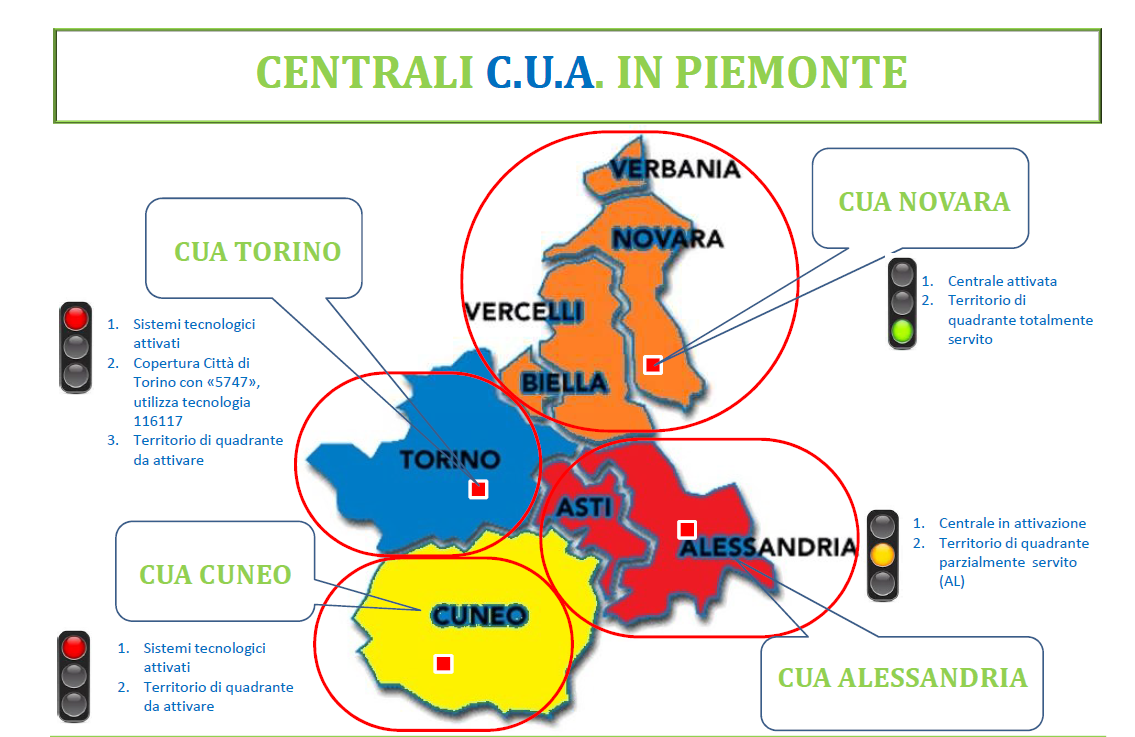 CENTRALI C.U.A. IN PIEMONTE
VERBANIA
CUA NOVARA
NOVARA
CUA TORINO
1. Centrale attivata
2. Territorio di
quadrante totalmente
servito
VERCELLI
1. Sistemi tecnologici
attivati
2. Copertura Città di
Torino con «5747»,
utilizza tecnologia
116117
3. Territorio di quadrante
da attivare
BIELLA
TORINO
ASTI
1. Centrale in attivazione
2. Territorio di quadrante
parzialmente servito
(AL)
ALESSANDRIA
CUA CUNEO
CUNEO
1. Sistemi tecnologici
attivati
2. Territorio di quadrante
da attivare
CUA ALESSANDRIA